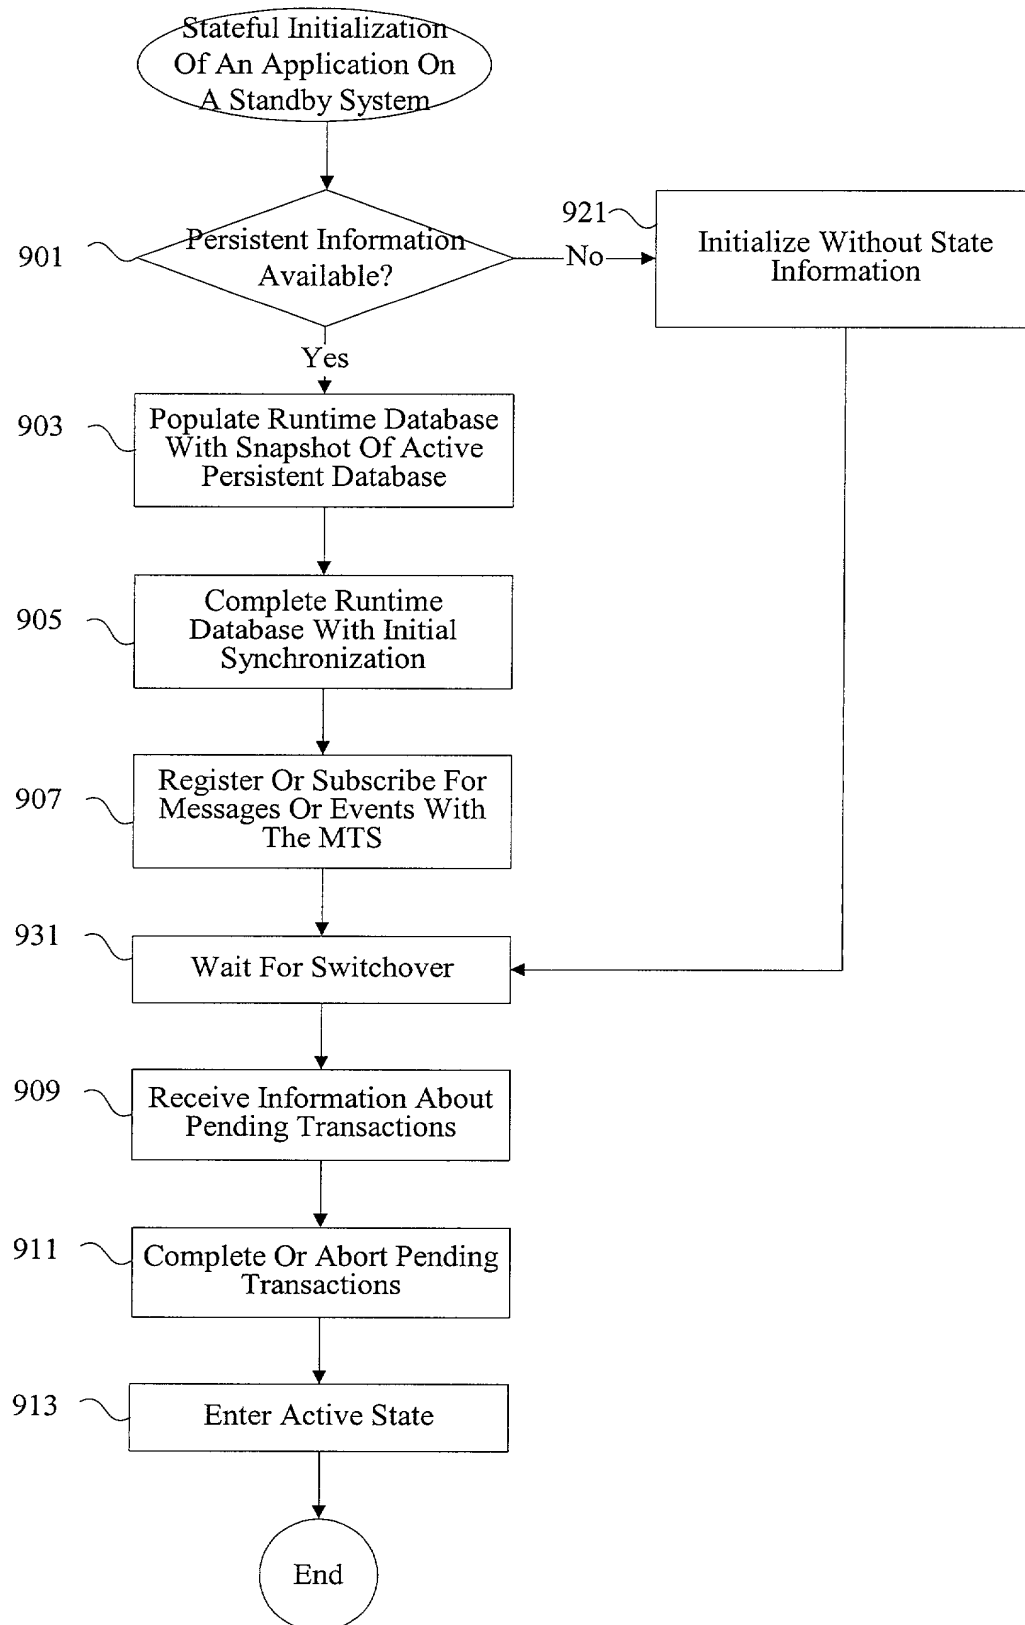 Stateful Initialization
Of An Application On
A Standby System
901
Persistent Information
Available?
No
921
Initialize Without State
Information
Yes
903
Populate Runtime Database
With Snapshot Of Active
Persistent Database
905
Complete Runtime
Database With Initial
Synchronization
907
Register Or Subscribe For
Messages Or Events With
The MTS
931
Wait For Switchover
909
Receive Information About
Pending Transactions
911
Complete Or Abort Pending
Transactions
913
Enter Active State
End